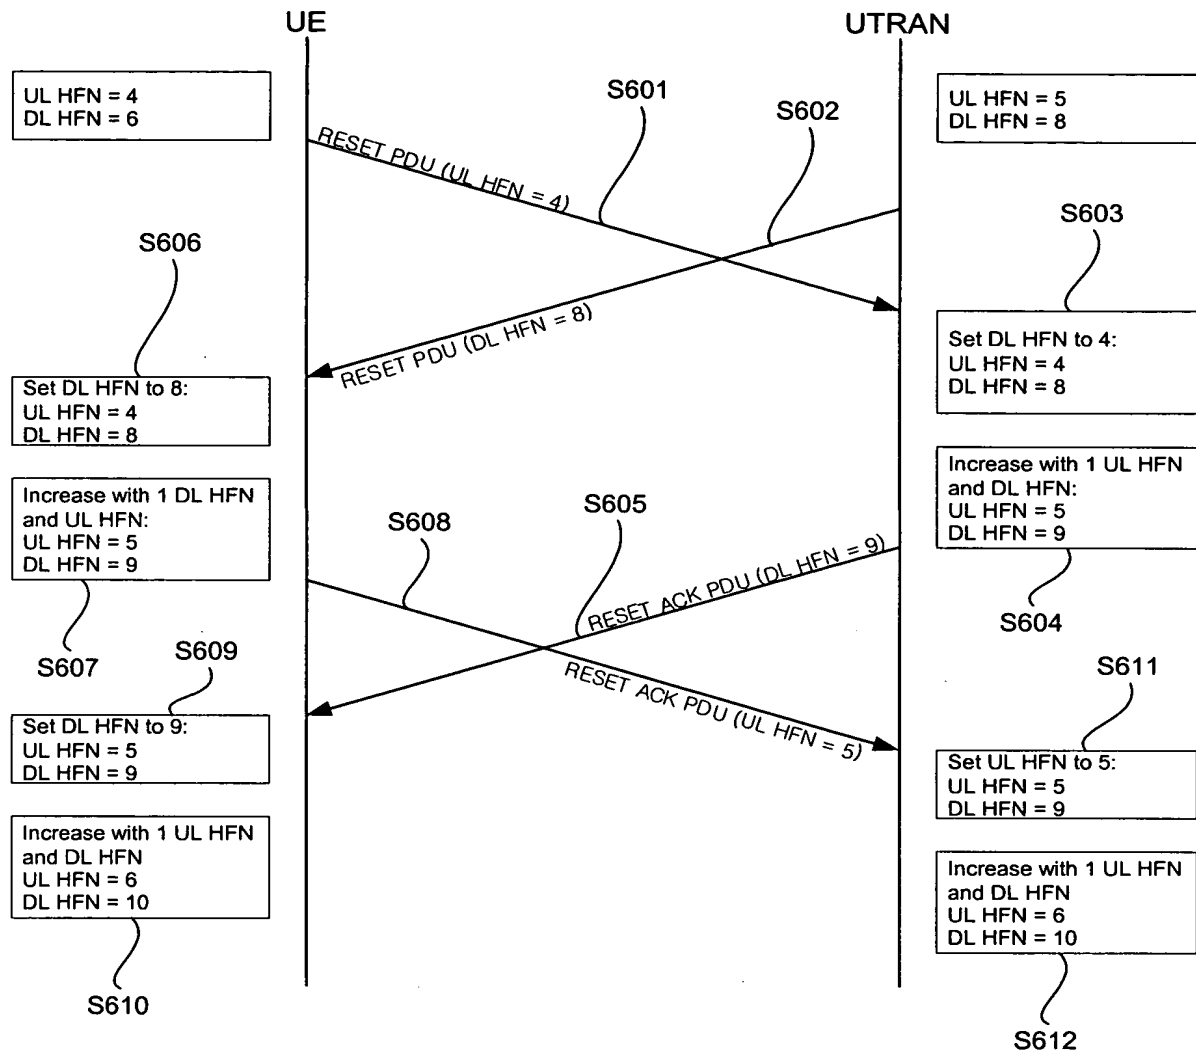 UE
UTRAN
UL HFN = 4
DL HFN = 6
UL HFN = 5
DL HFN = 8
S601
S602
RESET PDU (UL HFN = 4)
S603
S606
RESET PDU (DL HFN = 8)
Set DL HFN to 4:
UL HFN = 4
DL HFN = 8
Set DL HFN to 8:
UL HFN = 4
DL HFN = 8
Increase with 1 UL HFN
and DL HFN:
UL HFN = 5
DL HFN = 9
Increase with 1 DL HFN
and UL HFN:
UL HFN = 5
DL HFN = 9
S608
S605
RESET ACK PDU (DL HFN = 9)
S604
S607
S609
S611
RESET ACK PDU (UL HFN = 5)
Set DL HFN to 9:
UL HFN = 5
DL HFN = 9
Set UL HFN to 5:
UL HFN = 5
DL HFN = 9
Increase with 1 UL HFN
and DL HFN
UL HFN = 6
DL HFN = 10
Increase with 1 UL HFN
and DL HFN
UL HFN = 6
DL HFN = 10
S610
S612